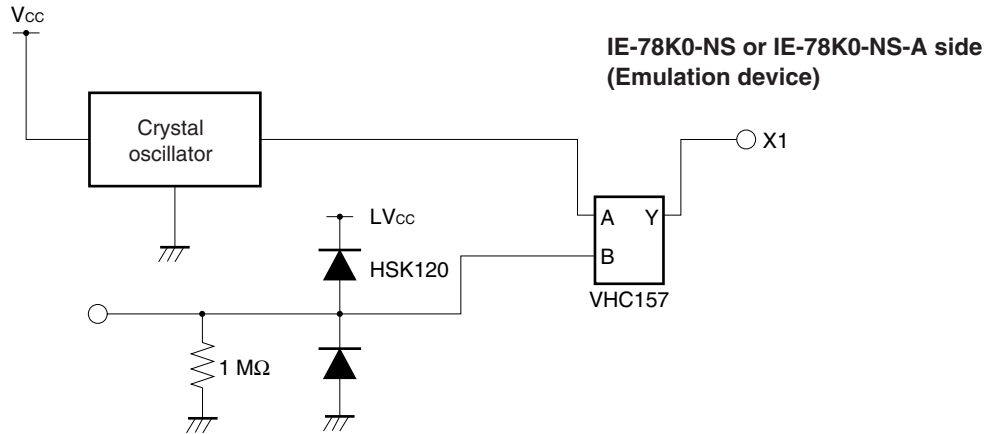 Vcc
IE-78K0-NS or IE-78K0-NS-A side
(Emulation device)
Crystal
oscillator
X1
LVcc
A Y
HSK120
B
VHC157
1 MΩ